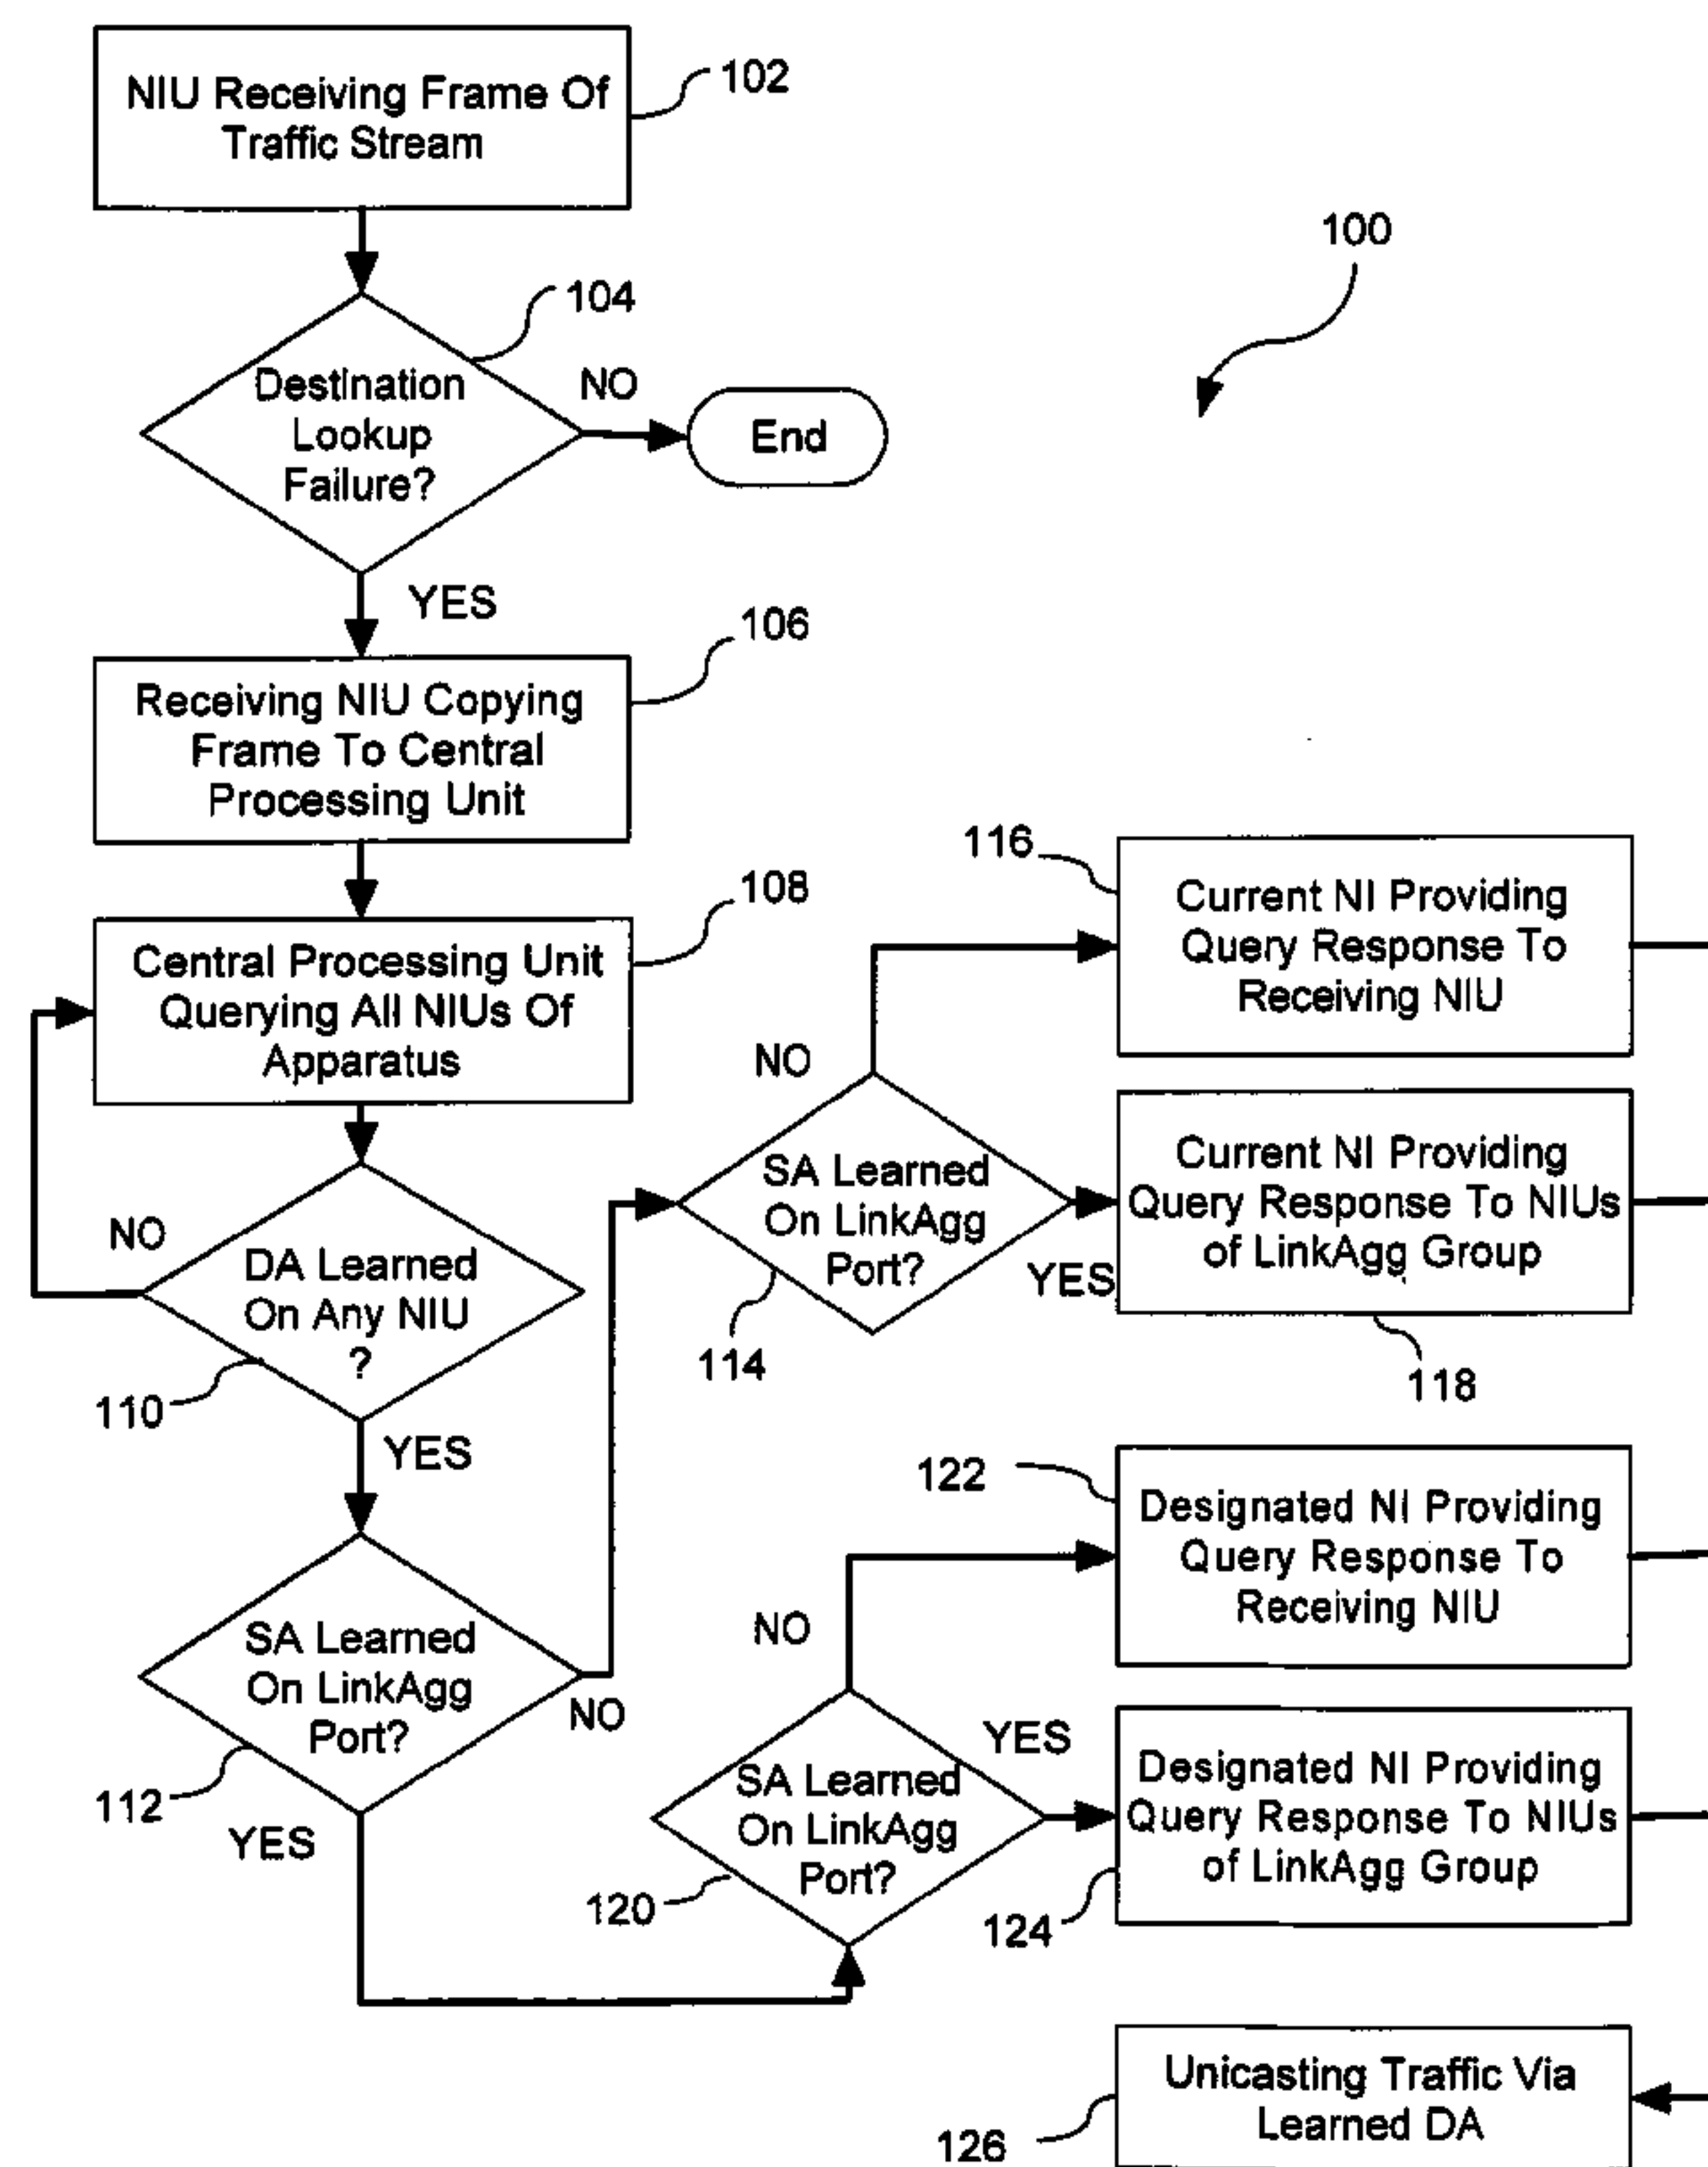 NIU Receiving Frame Of
Traffic Stream
102
100
104
Destination
Lookup
Failure?
NO
End
YES
106
Receiving NIU Copying
Frame To Central
Processing Unit
108
Central Processing Unit
Querying All NIUs Of
Apparatus
116
Current NI Providing
Query Response To
Receiving NIU
NO
SA Learned
On LinkAgg
Port?
YES
114
Current NI Providing
Query Response To NIUs
of LinkAgg Group
118
NO
DA Learned
On Any NIU
?
110
YES
122
Designated NI Providing
Query Response To
Receiving NIU
SA Learned
On LinkAgg
Port?
NO
112
YES
NO
YES
SA Learned
On LinkAgg
Port?
120
Designated NI Providing
Query Response To NIUs
of LinkAgg Group
124
Unicasting Traffic Via
Learned DA
126